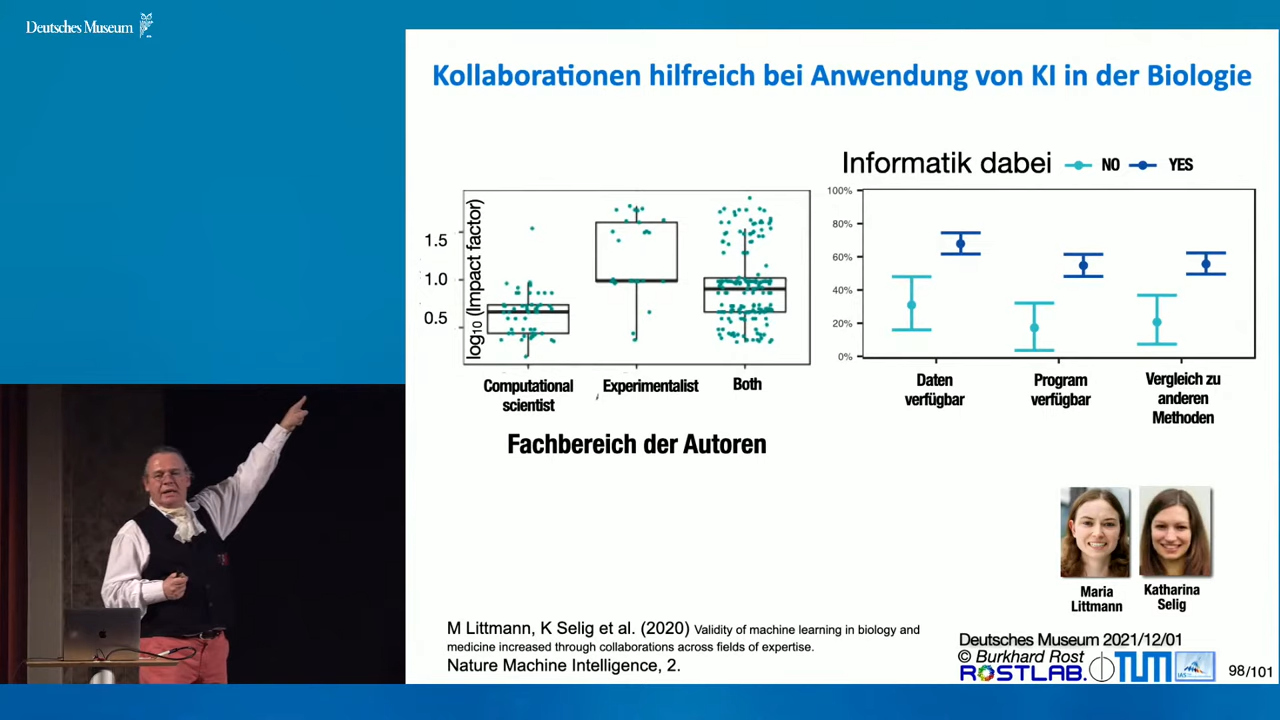 Deutsches Museum
Kollaborationen hilfreich bei Anwendung von KI in der Biologie
Informatik dabei NO YES
log10 (Impact factor)
1.5
1.0
0.5
Computational
scientist
Experimentalist
Both
Fachbereich der Autoren
100%
80%
60%
40%
20%
0%
Daten
verfügbar
Program
verfügbar
Vergleich zu
anderen
Methoden
Maria
Littmann
Katharina
Selig
M Littmann, K Selig et al. (2020) Validity of machine learning in biology and
medicine increased through collaborations across fields of expertise.
Nature Machine Intelligence, 2.
Deutsches Museum 2021/12/01
© Burkhard Rost
ROSTLAB. TUM IAS
98/101